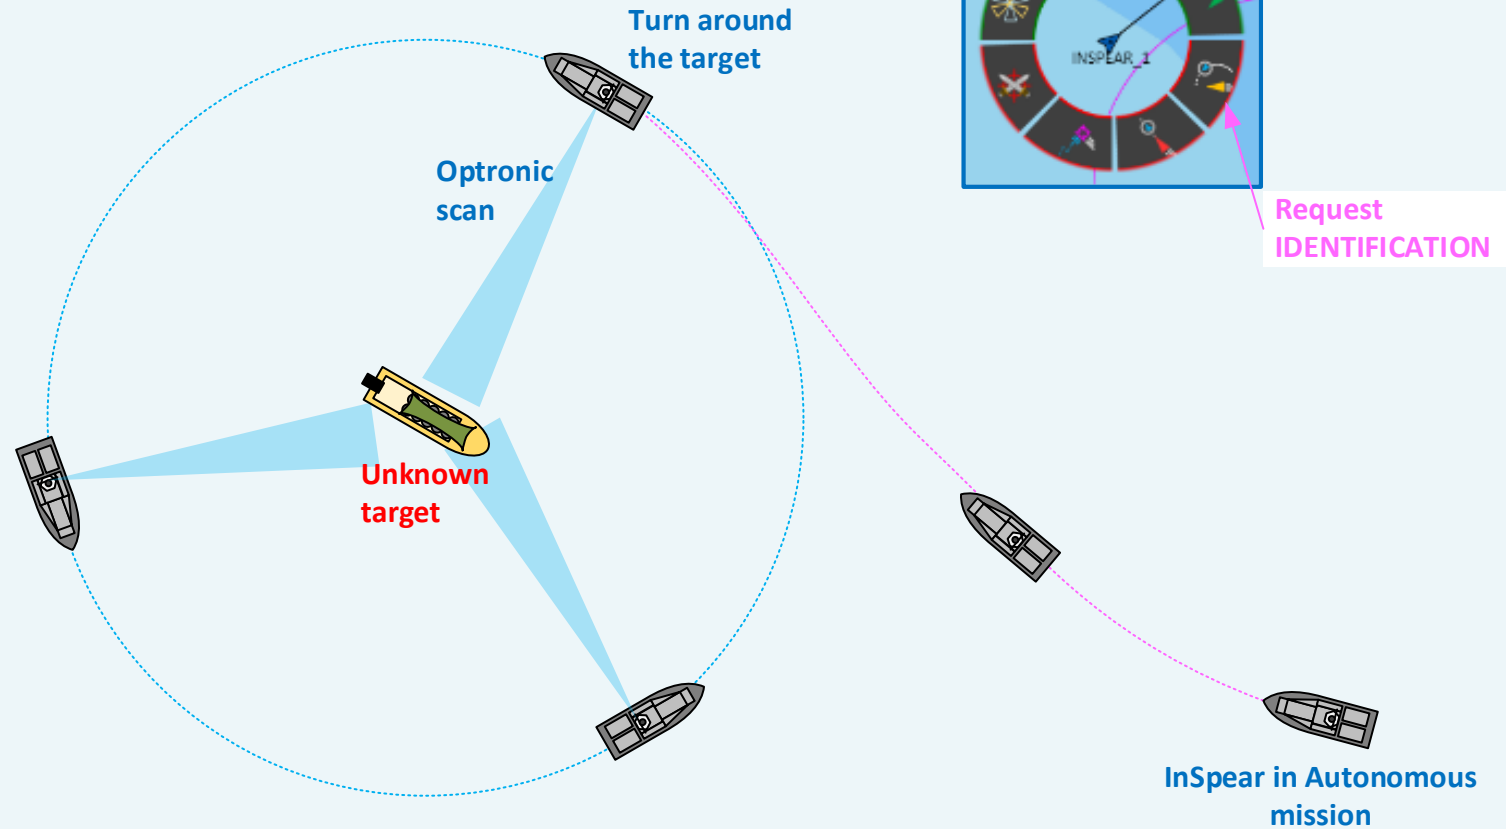 Turn around
the target
INSPEAR_1
Optronic
scan
Request
IDENTIFICATION
Unknown
target
InSpear in Autonomous
mission